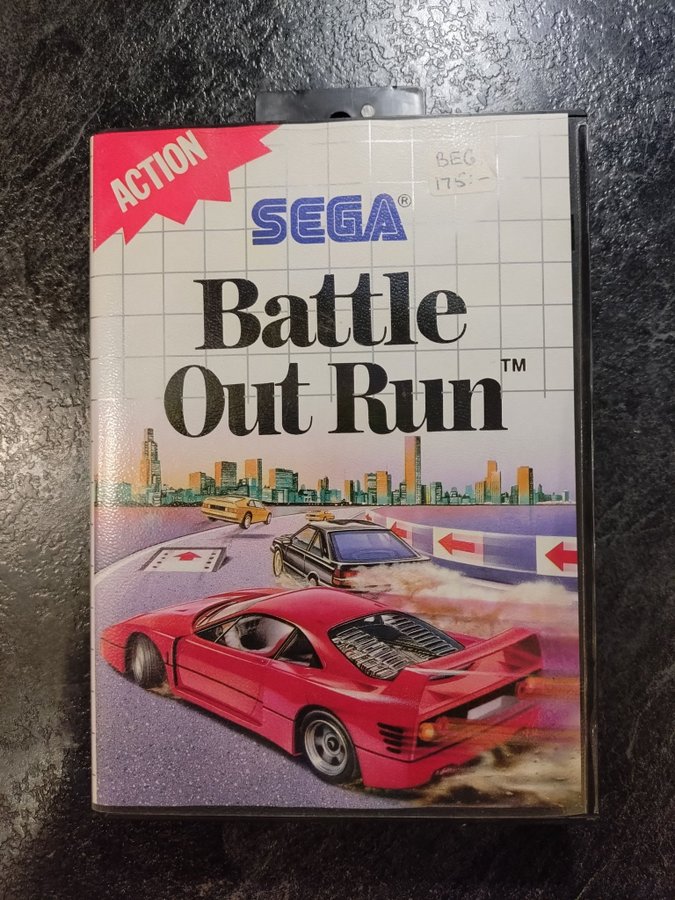 ACTION
BEG
175:-
SEGA®
Battle
Out Run™